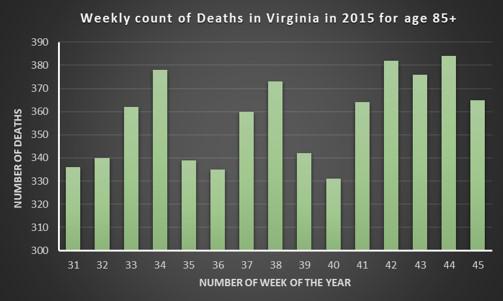 Weekly count of Deaths in Virginia in 2015 for age 85+
NUMBER OF DEATHS
390
380
370
360
350
340
330
320
310
300
31 32 33 34 35 36 37 38 39 40 41 42 43 44 45
NUMBER OF WEEK OF THE YEAR